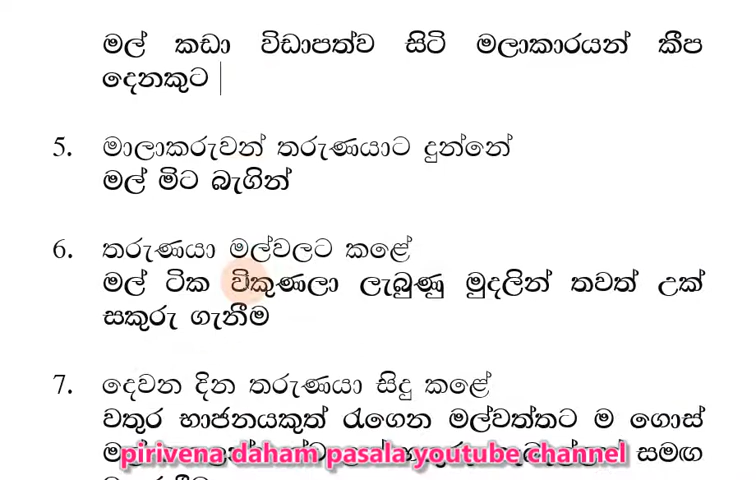 මල් කඩා විඩාපත්ව සිටි මලාකාරයන් කීප
දෙනකුට
5. මාලාකරුවන් තරුණයාට දුන්නේ
මල් මිට බැගින්
6. තරුණයා මල්වලට කළේ
මල් ටික විකුණලා ලැබුණු මුදලින් තවත් උක්
සකුරු ගැනීම
7. දෙවන දින තරුණයා සිදු කළේ
වතුර භාජනයකුත් රැගෙන මල්වත්තට ම ගොස්
මල් සමඟ
pirivena daham pasala youtube channel